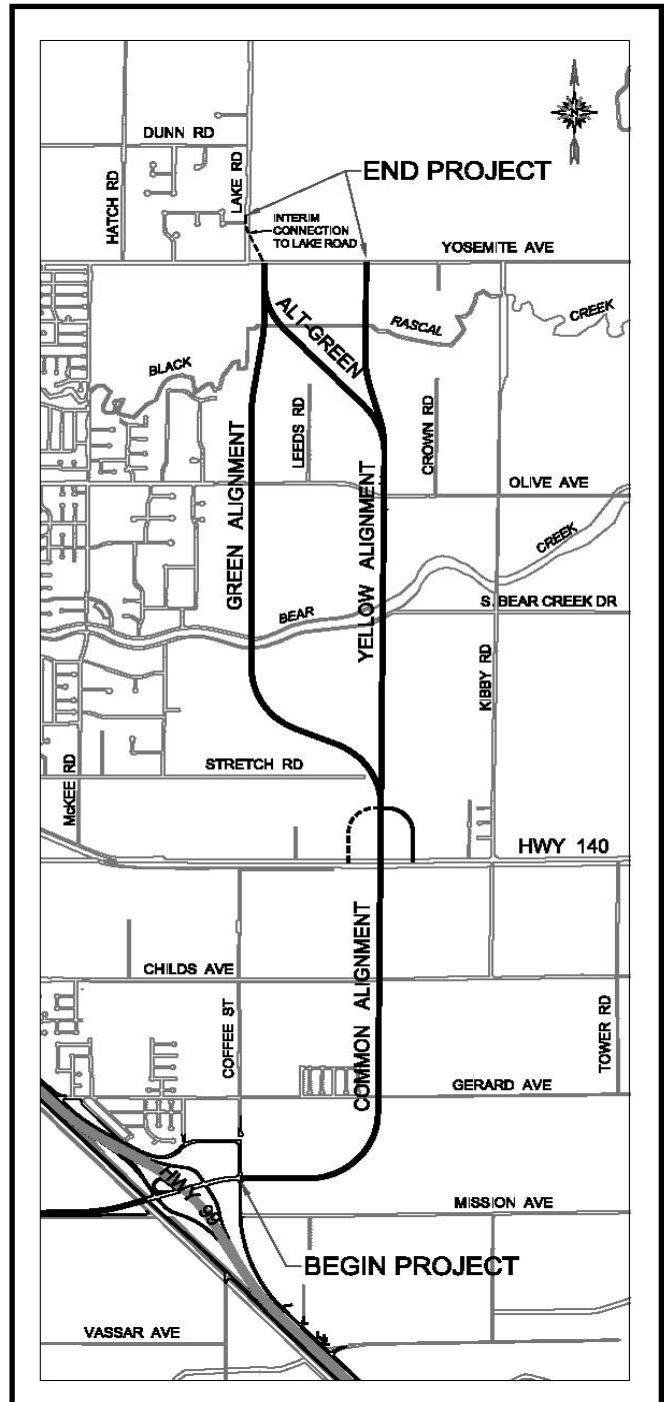 DUNN RD
HATCH RD
LAKE RD
END PROJECT
INTERIM
CONNECTION
TO LAKE ROAD
YOSEMITE AVE
ALT-GREEN
RASCAL
CREEK
BLACK
LEEDS RD
CROWN RD
GREEN ALIGNMENT
YELLOW ALIGNMENT
OLIVE AVE
CREEK
BEAR
S. BEAR CREEK DR
KIBBY RD
STRETCH RD
McKEE RD
HWY 140
COMMON ALIGNMENT
CHILDS AVE
COFFEE ST
TOWER RD
GERARD AVE
HWY 99
MISSION AVE
BEGIN PROJECT
VASSAR AVE